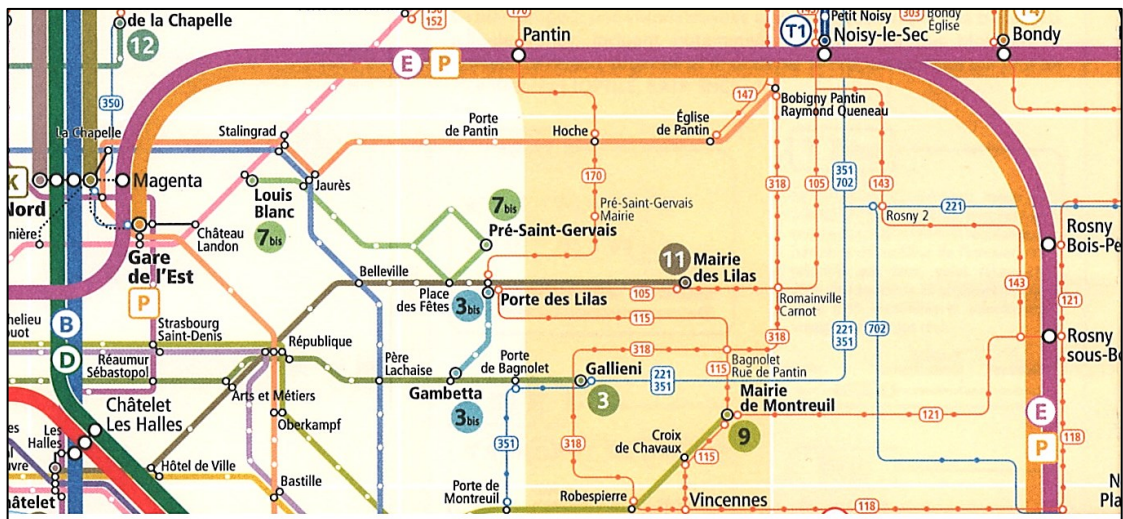 de la Chapelle
12
152
170
Pantin
T1
Petit Noisy
Noisy-le-Sec
303
Bondy
Église
Bondy
350
E
P
147
Bobigny Pantin
Raymond Queneau
La Chapelle
Stalingrad
Porte
de Pantin
Hoche
Église
de Pantin
K
Magenta
Nord
Louis
Blanc
7bis
Jaurès
7bis
Pré-Saint-Gervais
170
Pré-Saint-Gervais
Mairie
318
105
351
702
143
221
Rosny 2
Rosny
Château
Landon
Gare
de l'Est
P
Belleville
Place
des Fêtes
3bis
Porte des Lilas
11
Mairie
des Lilas
105
115
Romainville
Carnot
143
121
B
D
Strasbourg
Saint-Denis
Réaumur
Sébastopol
République
Père
Lachaise
Porte
de Bagnolet
318
318
221
351
702
Rosny
Gambetta
3bis
Gallieni
3
221
351
115
Bagnolet
Rue de Pantin
Mairie
de Montreuil
9
121
E
P
Châtelet
Les Halles
Les
Halles
Arts et Métiers
Oberkampf
351
318
Croix
de Chavaux
115
118
Hôtel de Ville
Bastille
Porte de
Montreuil
Robespierre
Vincennes
118